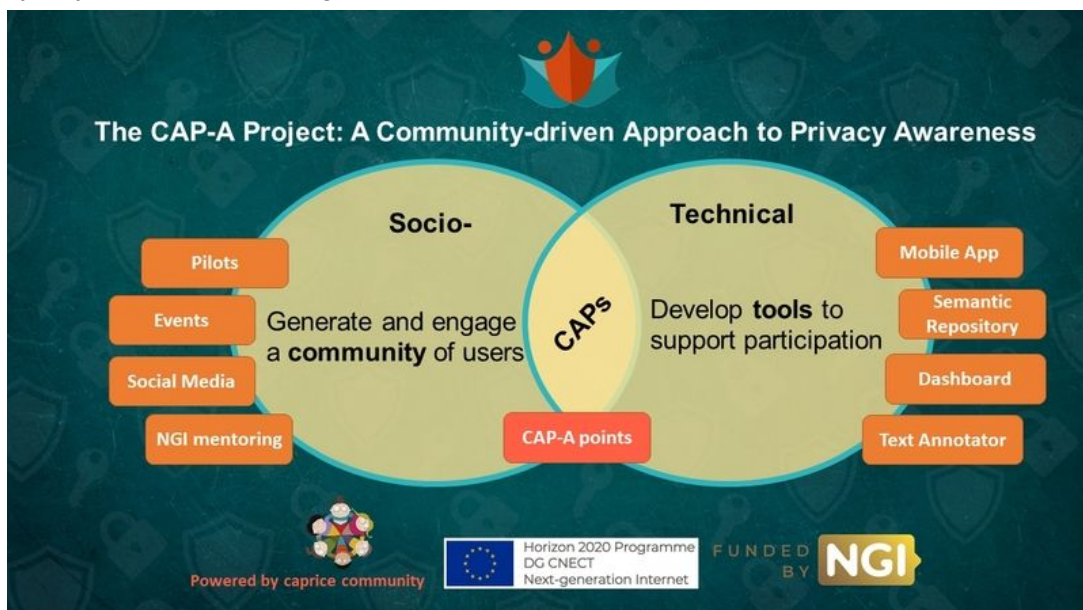 The CAP-A Project: A Community-driven Approach to Privacy Awareness
Socio-
Technical
Pilots
Events
Social Media
NGI mentoring
Generate and engage
a community of users
CAPs
Develop tools to
support participation
Mobile App
Semantic
Repository
Dashboard
Text Annotator
CAP-A points
Powered by caprice community
Horizon 2020 Programme
DG CNECT
Next-generation Internet
FUNDED
BY
NGI